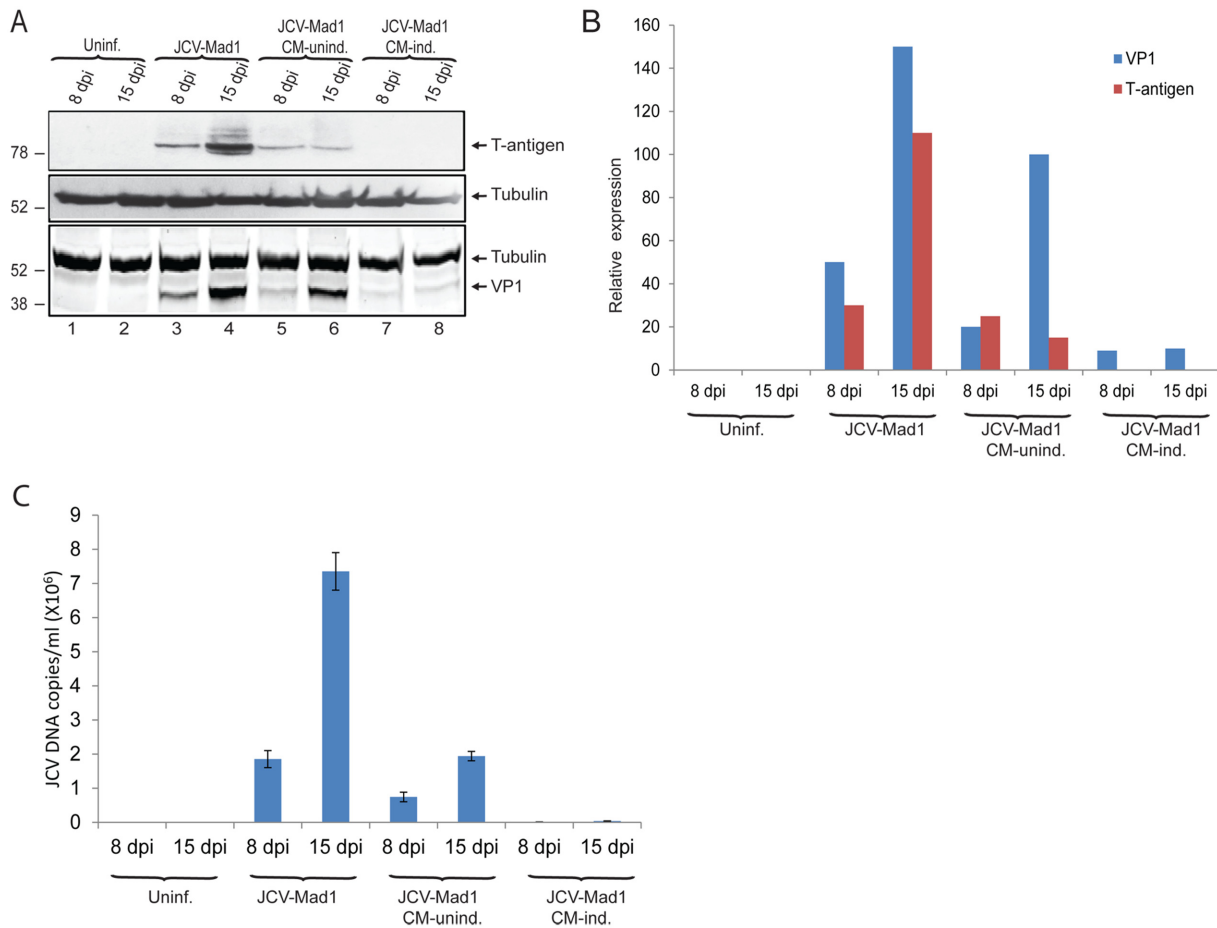 A
Uninf.
JCV-Mad1
JCV-Mad1
CM-unind.
JCV-Mad1
CM-ind.
8 dpi
15 dpi
8 dpi
15 dpi
8 dpi
15 dpi
8 dpi
15 dpi
78
T-antigen
52
Tubulin
Tubulin
52
VP1
38
1 2 3 4 5 6 7 8
B
Relative expression
160
140
120
100
80
60
40
20
0
VP1
T-antigen
8 dpi 15 dpi 8 dpi 15 dpi 8 dpi 15 dpi 8 dpi 15 dpi
Uninf. JCV-Mad1 JCV-Mad1 JCV-Mad1
CM-unind. CM-ind.
C
JCV DNA copies/ml (X10⁶)
9
8
7
6
5
4
3
2
1
0
8 dpi 15 dpi 8 dpi 15 dpi 8 dpi 15 dpi 8 dpi 15 dpi
Uninf. JCV-Mad1 JCV-Mad1 JCV-Mad1
CM-unind. CM-ind.